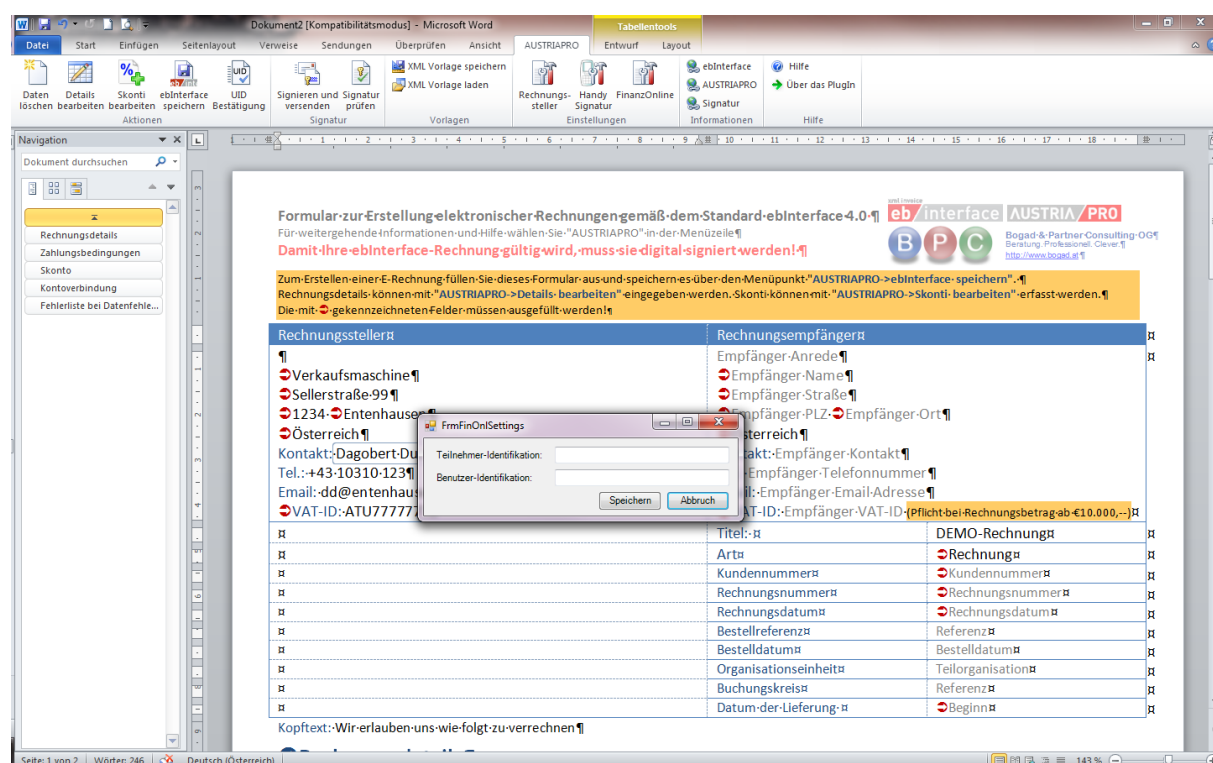 Dokument2 [Kompatibilitätsmodus] - Microsoft Word
Tabellentools
Datei Start Einfügen Seitenlayout Verweise Sendungen Überprüfen Ansicht AUSTRIAPRO Entwurf Layout
Daten löschen
Details bearbeiten
Skonti bearbeiten
ebInterface speichern
UID Bestätigung
Aktionen
Signieren und versenden
Signatur prüfen
Signatur
XML Vorlage speichern
XML Vorlage laden
Vorlagen
Rechnungs-steller
Handy Signatur
FinanzOnline
Einstellungen
ebInterface
AUSTRIAPRO
Signatur
Informationen
Hilfe
Über das PlugIn
Hilfe
Navigation
Dokument durchsuchen
Rechnungsdetails
Zahlungsbedingungen
Skonto
Kontoverbindung
Fehlerliste bei Datenfehle...
Formular zur Erstellung elektronischer Rechnungen gemäß dem Standard ebInterface 4.0 ¶
Für weitergehende Informationen und Hilfe wählen Sie "AUSTRIAPRO" in der Menüzeile¶
Damit Ihre ebInterface-Rechnung gültig wird, muss sie digital signiert werden!¶
eb/interface AUSTRIA/PRO
B P C
Bogad & Partner Consulting OG¶
Beratung. Professionell. Clever.¶
http://www.bogad.at¶
Zum Erstellen einer E-Rechnung füllen Sie dieses Formular aus und speichern es über den Menüpunkt "AUSTRIAPRO->ebInterface speichern". ¶
Rechnungsdetails können mit "AUSTRIAPRO->Details bearbeiten" eingegeben werden. Skonti können mit "AUSTRIAPRO->Skonti bearbeiten" erfasst werden.¶
Die mit gekennzeichneten Felder müssen ausgefüllt werden!¶
Rechnungssteller¤ Rechnungsempfänger¤
¶
Verkaufsmaschine¶
Sellerstraße 99¶
1234 Entenhausen¶
Österreich¶
Kontakt: Dagobert Du
Tel.: +43 10310 123¶
Email: dd@entenhaus
VAT-ID: ATU7777777
Empfänger Anrede¶
Empfänger Name¶
Empfänger Straße¶
Empfänger PLZ Empfänger Ort¶
sterreich¶
takt: Empfänger Kontakt¶
Empfänger Telefonnummer¶
il: Empfänger Email Adresse¶
VAT-ID: Empfänger VAT-ID (Pflicht bei Rechnungsbetrag ab €10.000,--)¤
FrmFinOnlSettings
Teilnehmer-Identifikation:
Benutzer-Identifikation:
Speichern Abbruch
Titel: ¤ DEMO-Rechnung¤
Art¤ Rechnung¤
Kundennummer¤ Kundennummer¤
Rechnungsnummer¤ Rechnungsnummer¤
Rechnungsdatum¤ Rechnungsdatum¤
Bestellreferenz¤ Referenz¤
Bestelldatum¤ Bestelldatum¤
Organisationseinheit¤ Teilorganisation¤
Buchungskreis¤ Referenz¤
Datum der Lieferung: ¤ Beginn¤
Kopftext: Wir erlauben uns wie folgt zu verrechnen¶
Seite: 1 von 2 Wörter: 246 Deutsch (Österreich) 143 %